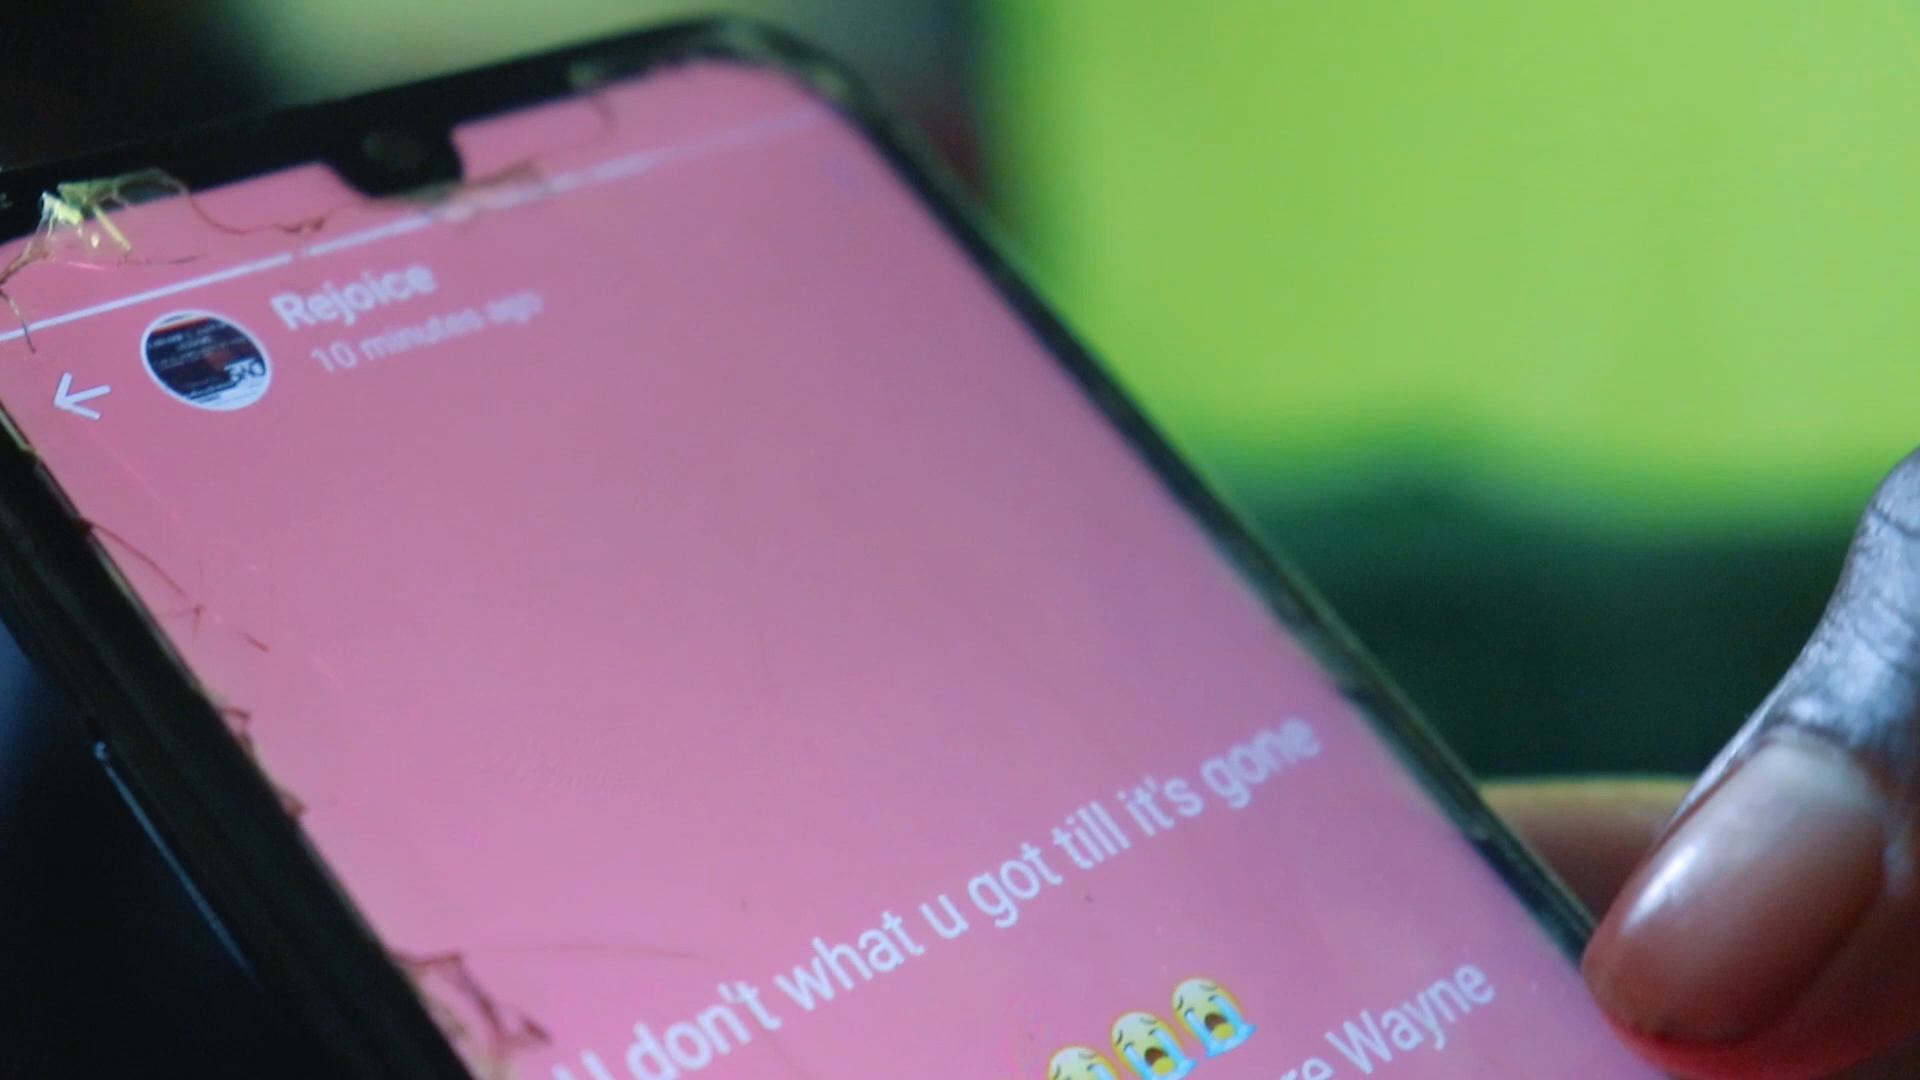 Rejoice
10 minutes ago
U don't what u got till it's gone
😭😭😭
Wayne